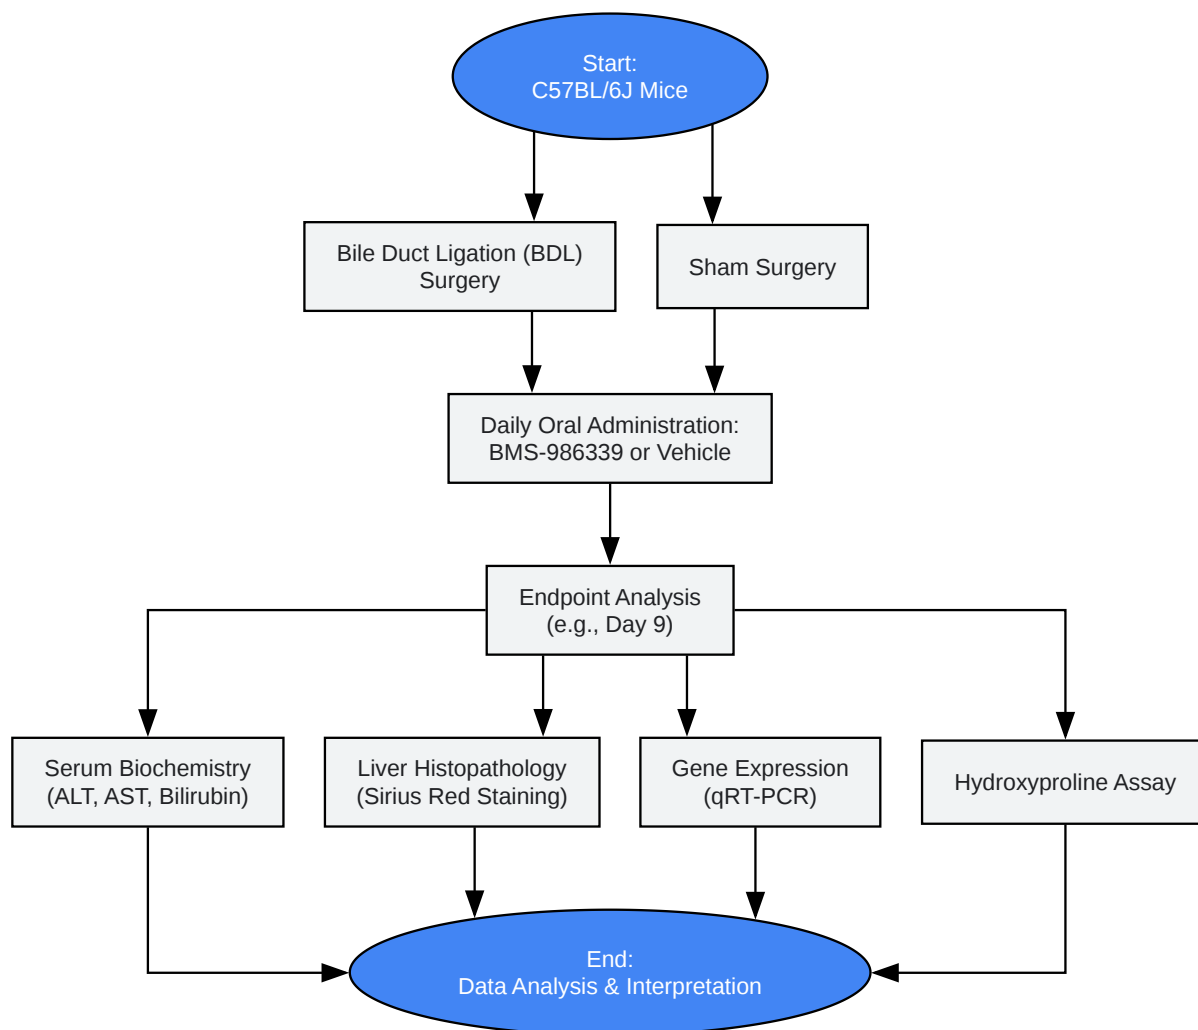 Start:
C57BL/6J Mice
Bile Duct Ligation (BDL)
Surgery
Sham Surgery
Daily Oral Administration:
BMS-986339 or Vehicle
Endpoint Analysis
(e.g., Day 9)
Serum Biochemistry
(ALT, AST, Bilirubin)
Liver Histopathology
(Sirius Red Staining)
Gene Expression
(qRT-PCR)
Hydroxyproline Assay
End:
Data Analysis & Interpretation